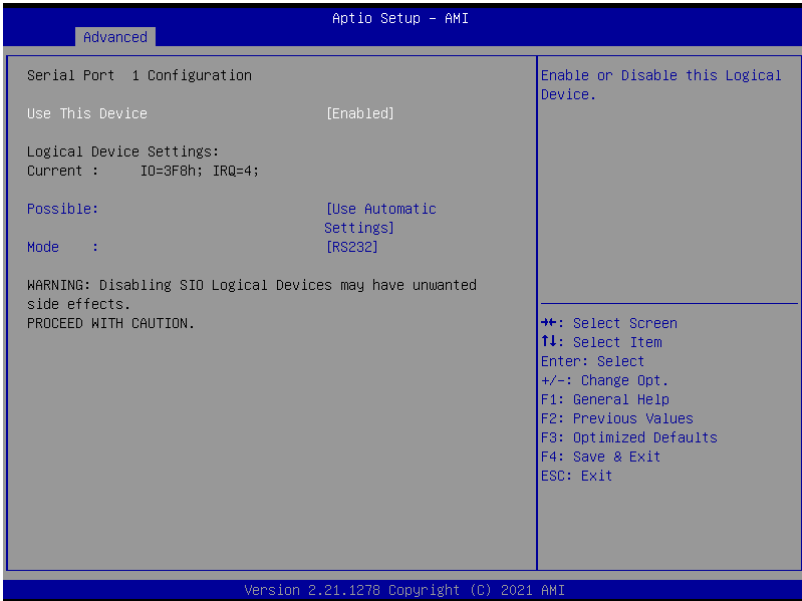 Aptio Setup – AMI
Advanced
Serial Port 1 Configuration
Use This Device [Enabled]
Logical Device Settings:
Current : IO=3F8h; IRQ=4;
Possible: [Use Automatic
Settings]
Mode : [RS232]
WARNING: Disabling SIO Logical Devices may have unwanted
side effects.
PROCEED WITH CAUTION.
Enable or Disable this Logical
Device.
→←: Select Screen
↑↓: Select Item
Enter: Select
+/-: Change Opt.
F1: General Help
F2: Previous Values
F3: Optimized Defaults
F4: Save & Exit
ESC: Exit
Version 2.21.1278 Copyright (C) 2021 AMI